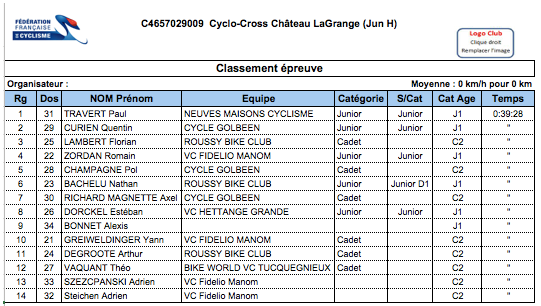 FÉDÉRATION
FRANÇAISE
DE CYCLISME
C4657029009 Cyclo-Cross Château LaGrange (Jun H)
Logo Club
Clique droit
Remplacer l'image
Classement épreuve
Organisateur : Moyenne : 0 km/h pour 0 km
Rg Dos NOM Prénom Equipe Catégorie S/Cat Cat Age Temps
1 31 TRAVERT Paul NEUVES MAISONS CYCLISME Junior Junior J1 0:39:28
2 29 CURIEN Quentin CYCLE GOLBEEN Junior Junior J1 "
3 25 LAMBERT Florian ROUSSY BIKE CLUB Cadet C2 "
4 22 ZORDAN Romain VC FIDELIO MANOM Junior Junior J1 "
5 28 CHAMPAGNE Pol CYCLE GOLBEEN Cadet C2 "
6 23 BACHELU Nathan ROUSSY BIKE CLUB Junior Junior D1 J1 "
7 30 RICHARD MAGNETTE Axel CYCLE GOLBEEN Cadet C2 "
8 26 DORCKEL Estéban VC HETTANGE GRANDE Junior Junior J1 "
9 34 BONNET Alexis J1 "
10 21 GREIWELDINGER Yann VC FIDELIO MANOM Cadet C2 "
11 24 DEGROOTE Arthur ROUSSY BIKE CLUB Cadet C2 "
12 27 VAQUANT Théo BIKE WORLD VC TUCQUEGNIEUX Cadet C2 "
13 33 SZEZCPANSKI Adrien VC Fidelio Manom C2 "
14 32 Steichen Adrien VC Fidelio Manom C2 "